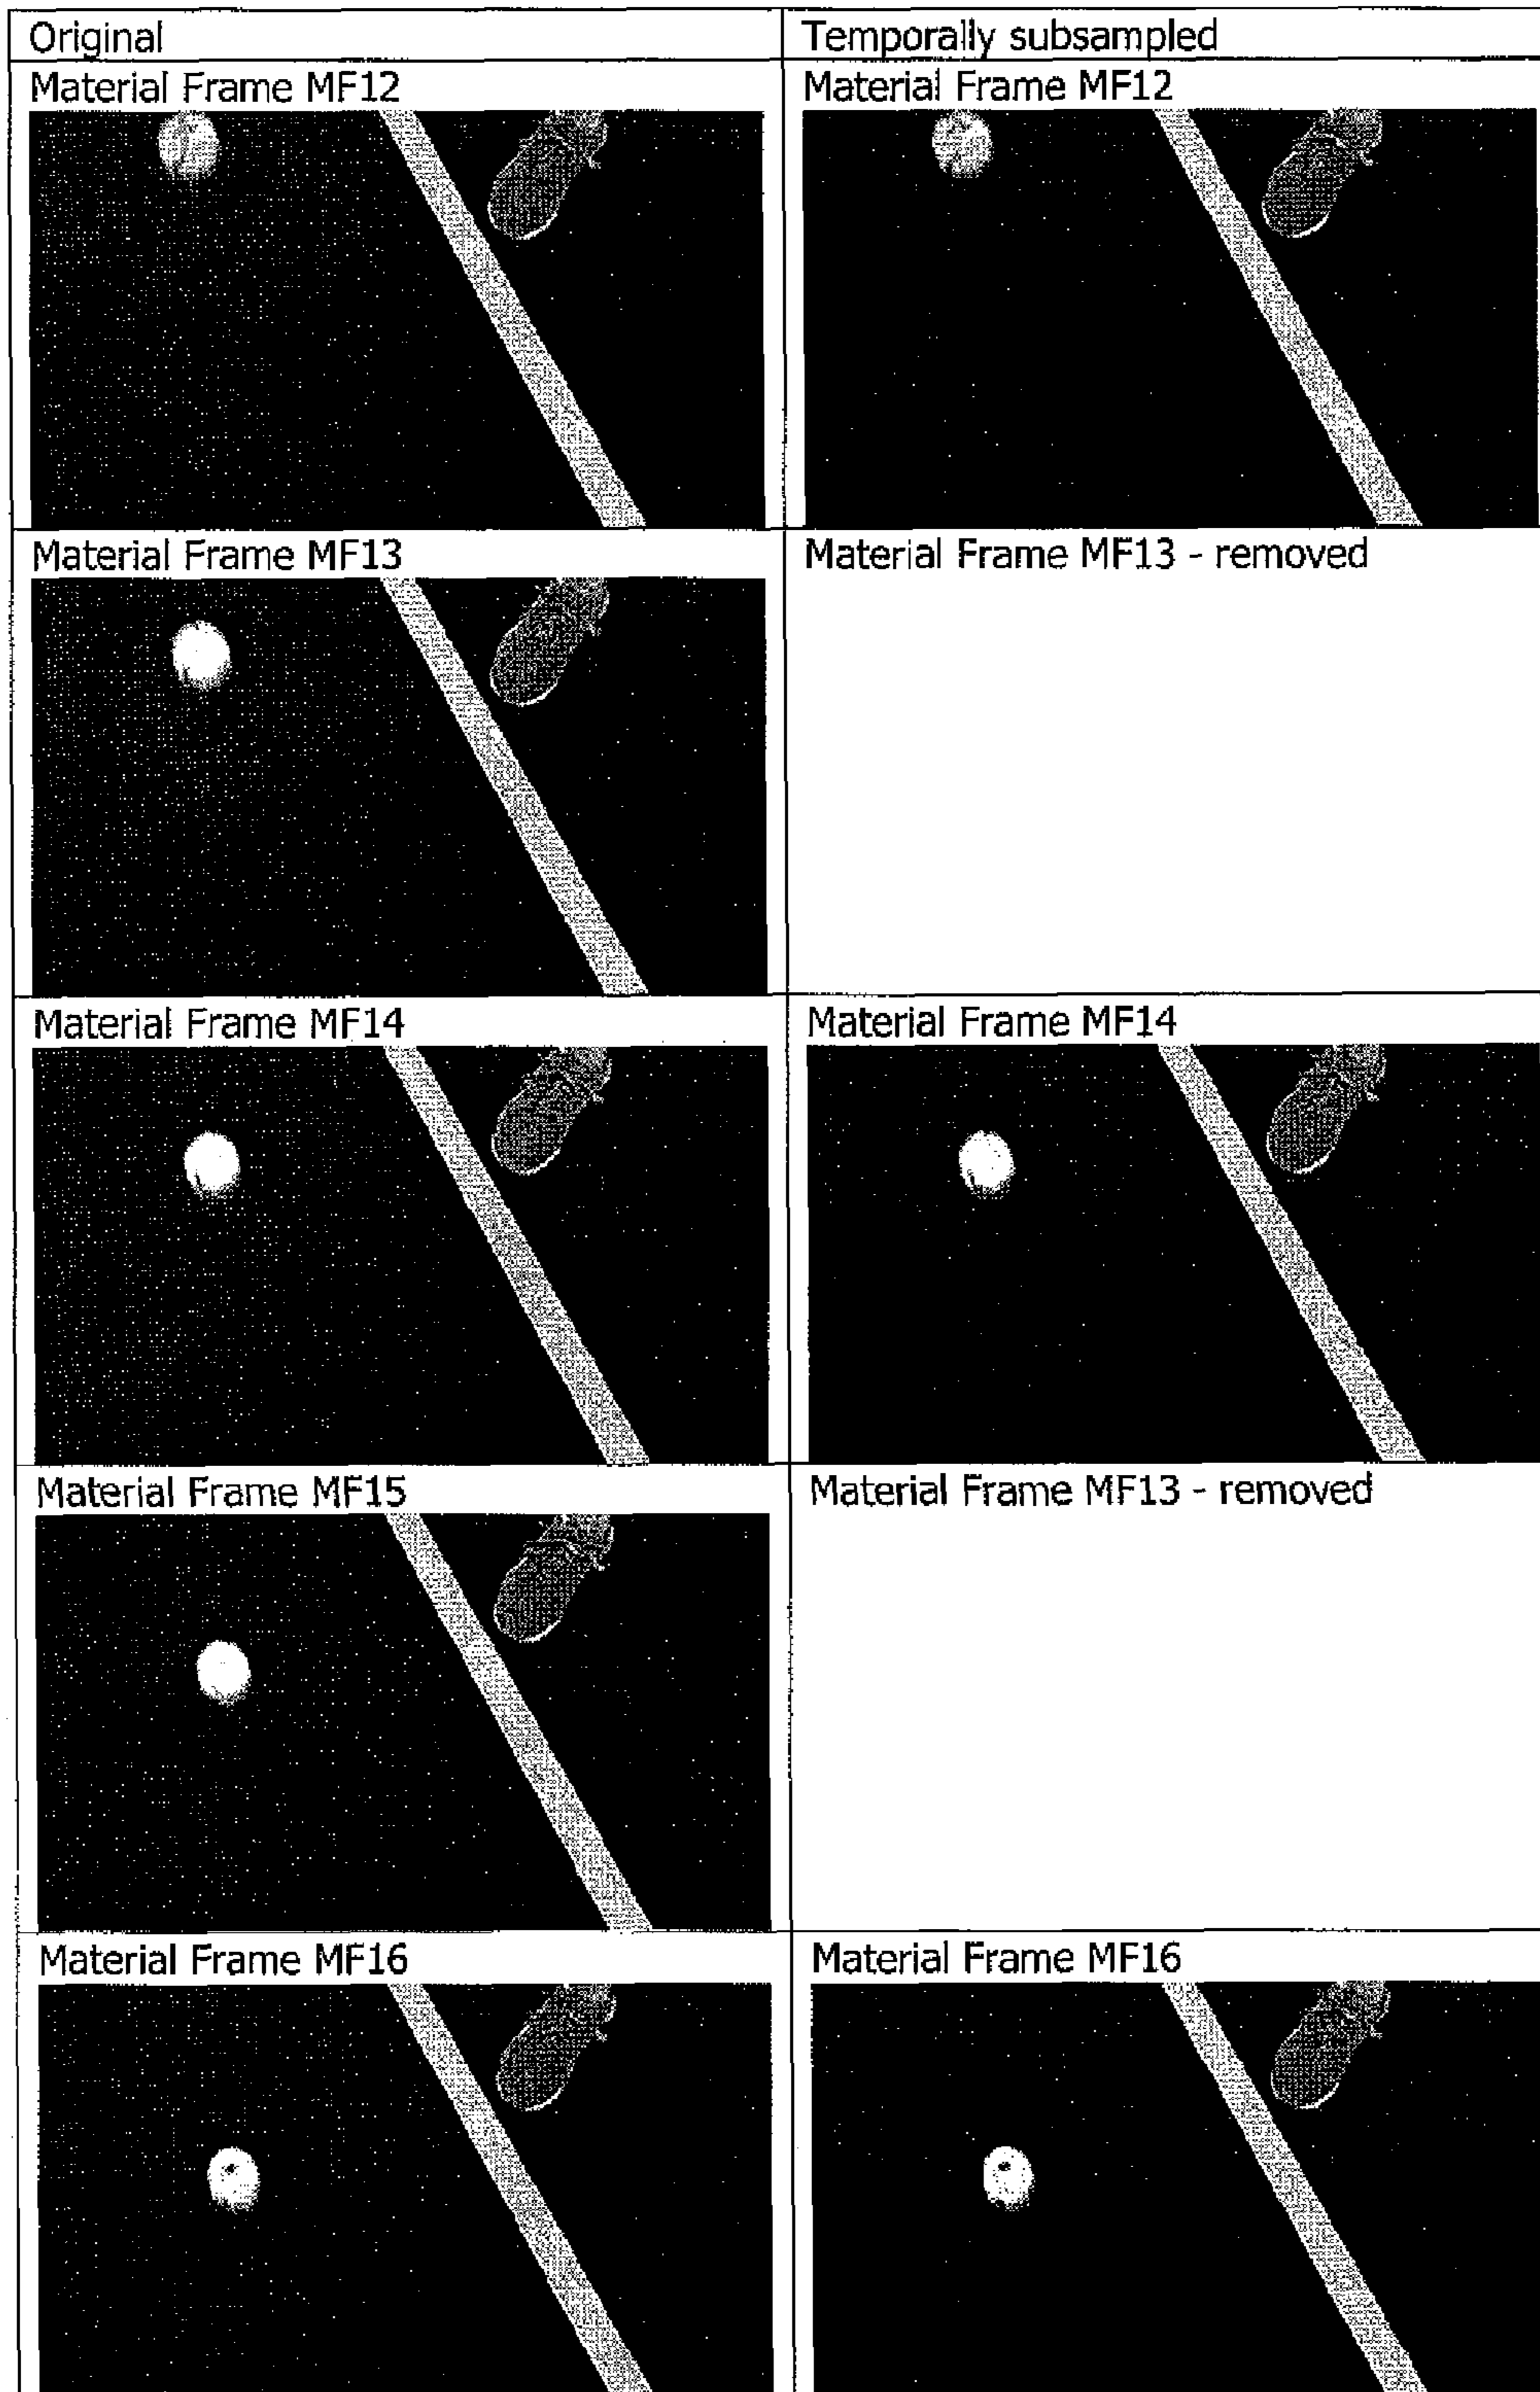 Original
Temporally subsampled
Material Frame MF12
Material Frame MF12
Material Frame MF13
Material Frame MF13 - removed
Material Frame MF14
Material Frame MF14
Material Frame MF15
Material Frame MF13 - removed
Material Frame MF16
Material Frame MF16